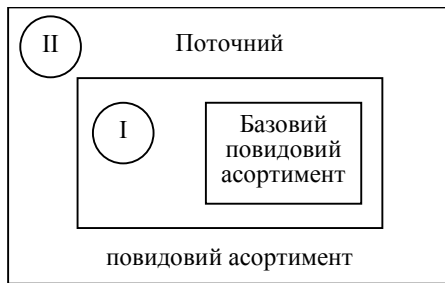 II
Поточний
I
Базовий
повидовий
асортимент
повидовий асортимент